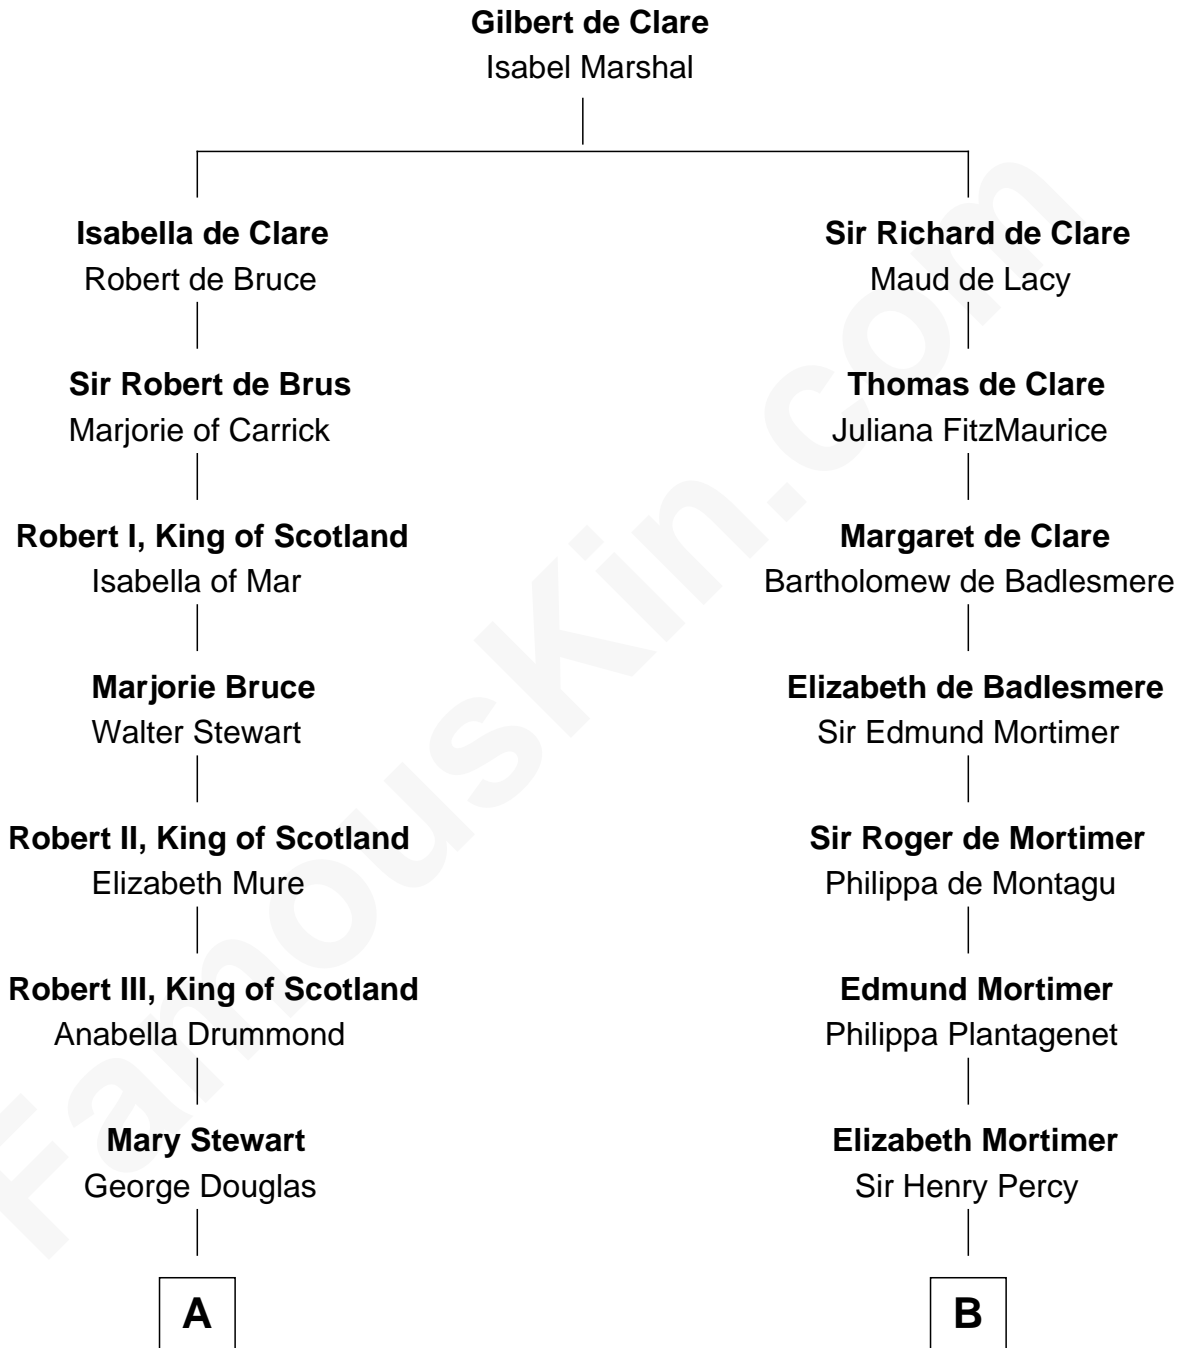 Gilbert de Clare
Isabel Marshal
Isabella de Clare
Robert de Bruce
Sir Richard de Clare
Maud de Lacy
Sir Robert de Brus
Marjorie of Carrick
Thomas de Clare
Juliana FitzMaurice
Robert I, King of Scotland
Isabella of Mar
Margaret de Clare
Bartholomew de Badlesmere
Marjorie Bruce
Walter Stewart
Elizabeth de Badlesmere
Sir Edmund Mortimer
Robert II, King of Scotland
Elizabeth Mure
Sir Roger de Mortimer
Philippa de Montagu
Robert III, King of Scotland
Anabella Drummond
Edmund Mortimer
Philippa Plantagenet
Mary Stewart
George Douglas
Elizabeth Mortimer
Sir Henry Percy
A
B
FamousKin.com